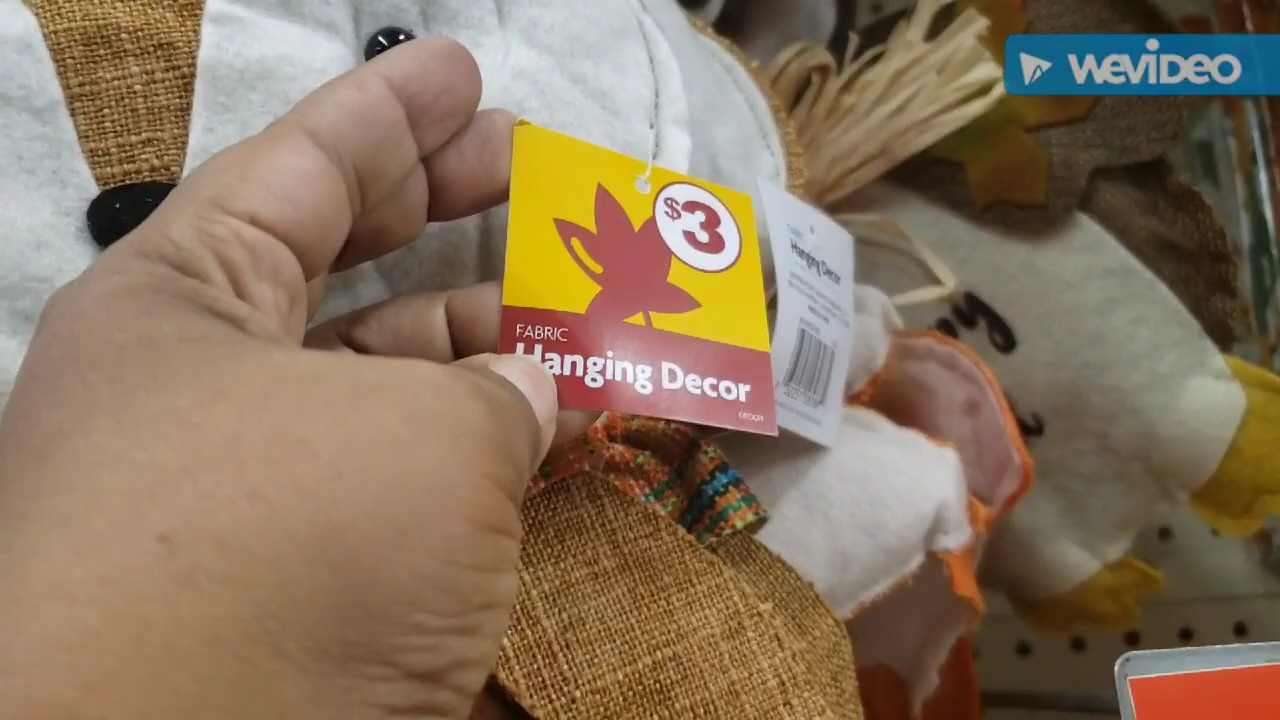 WEVIDEO
$3
FABRIC
Hanging Decor
DECOR
Hanging Decor